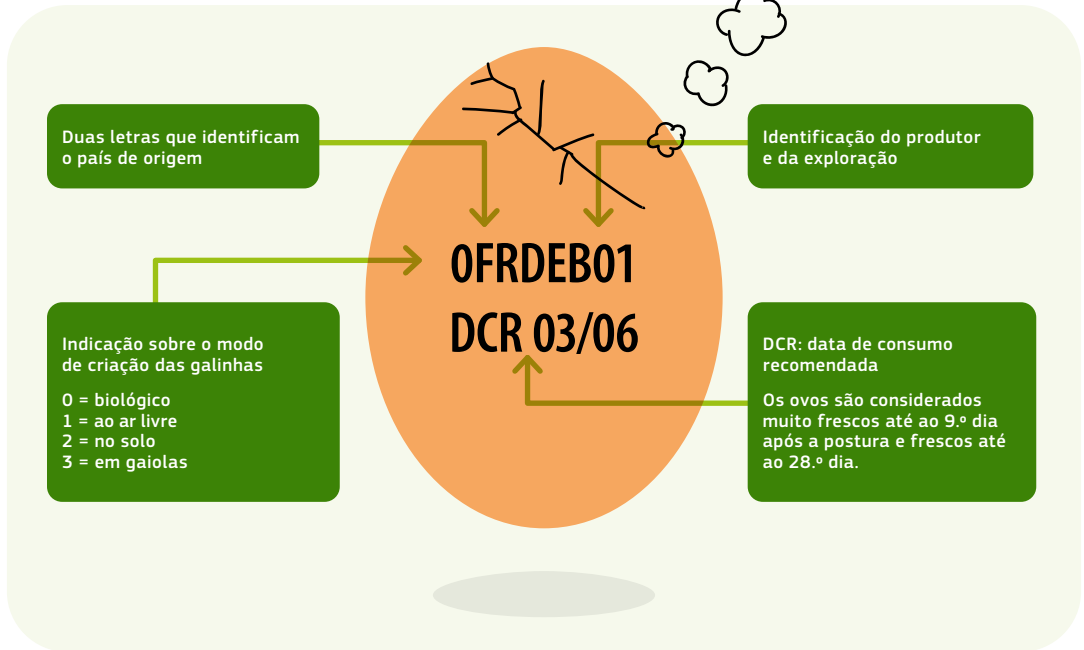 Duas letras que identificam
o país de origem
Identificação do produtor
e da exploração
0FRDEB01
DCR 03/06
Indicação sobre o modo
de criação das galinhas
0 = biológico
1 = ao ar livre
2 = no solo
3 = em gaiolas
DCR: data de consumo
recomendada
Os ovos são considerados
muito frescos até ao 9.º dia
após a postura e frescos até
ao 28.º dia.